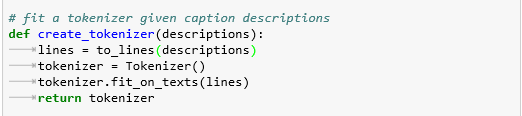 # fit a tokenizer given caption descriptions
def create_tokenizer(descriptions):
    lines = to_lines(descriptions)
    tokenizer = Tokenizer()
    tokenizer.fit_on_texts(lines)
    return tokenizer